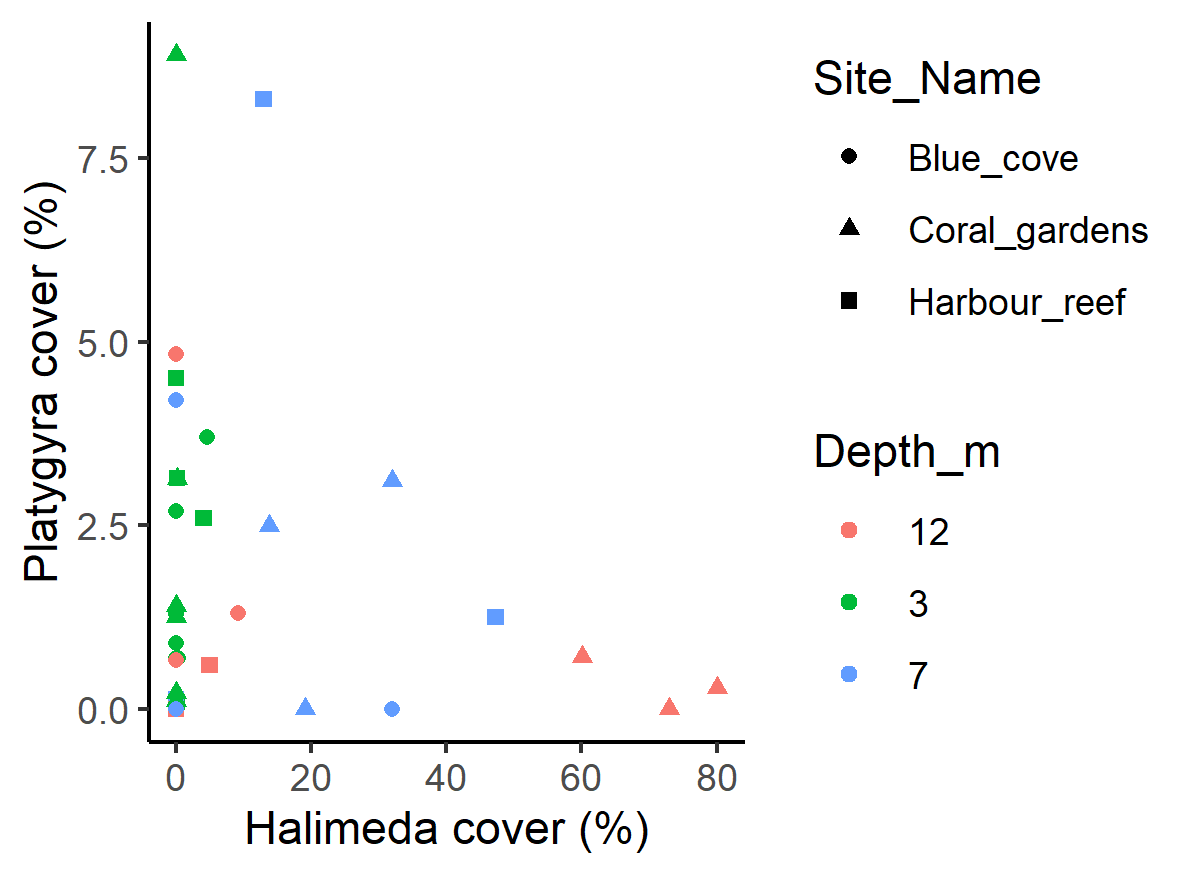 Platygyra cover (%)
7.5
5.0
2.5
0.0
0 20 40 60 80
Halimeda cover (%)
Site_Name
Blue_cove
Coral_gardens
Harbour_reef
Depth_m
12
3
7